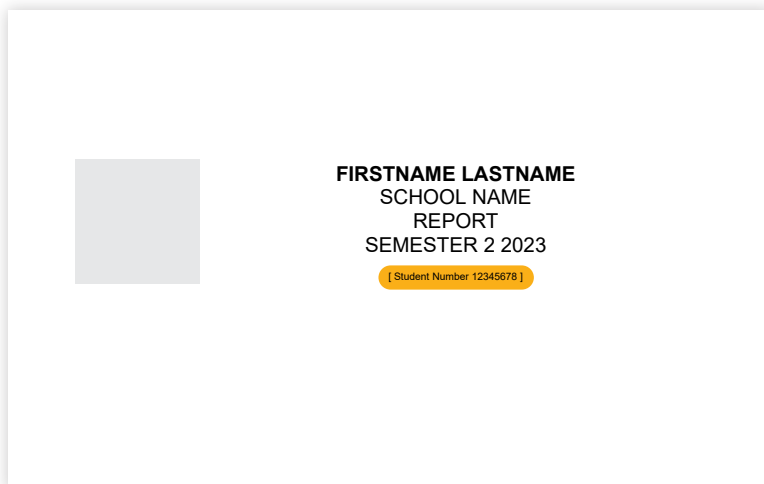 FIRSTNAME LASTNAME
SCHOOL NAME
REPORT
SEMESTER 2 2023
[ Student Number 12345678 ]